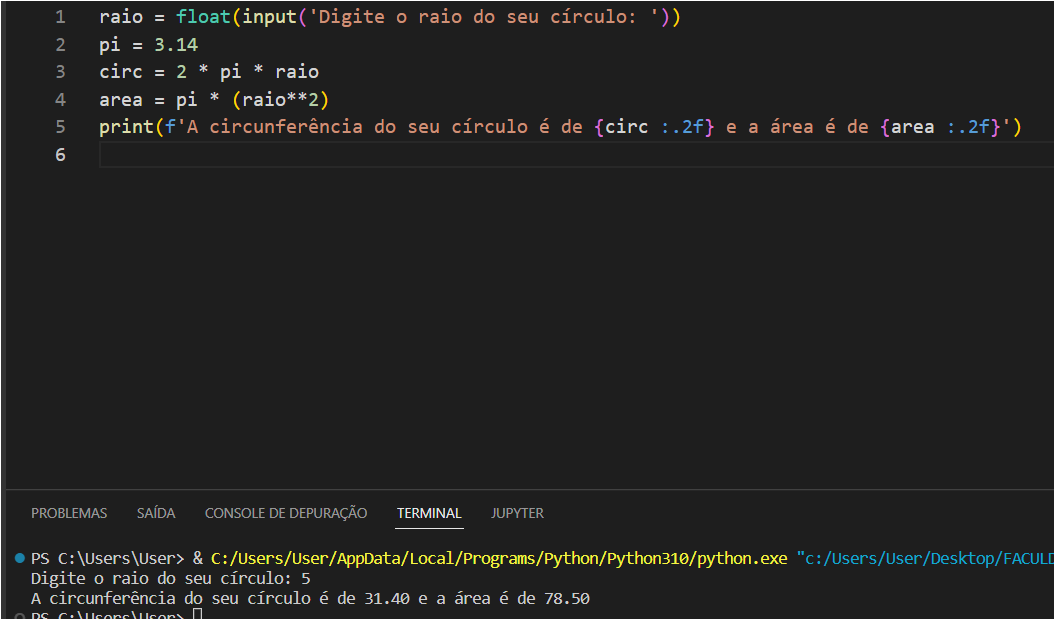 1 raio = float(input('Digite o raio do seu círculo: '))
2 pi = 3.14
3 circ = 2 * pi * raio
4 area = pi * (raio**2)
5 print(f'A circunferência do seu círculo é de {circ :.2f} e a área é de {area :.2f}')
6
PROBLEMAS SAÍDA CONSOLE DE DEPURAÇÃO TERMINAL JUPYTER
PS C:\Users\User> & C:/Users/User/AppData/Local/Programs/Python/Python310/python.exe "c:/Users/User/Desktop/FACULD
Digite o raio do seu círculo: 5
A circunferência do seu círculo é de 31.40 e a área é de 78.50
PS C:\Users\User>